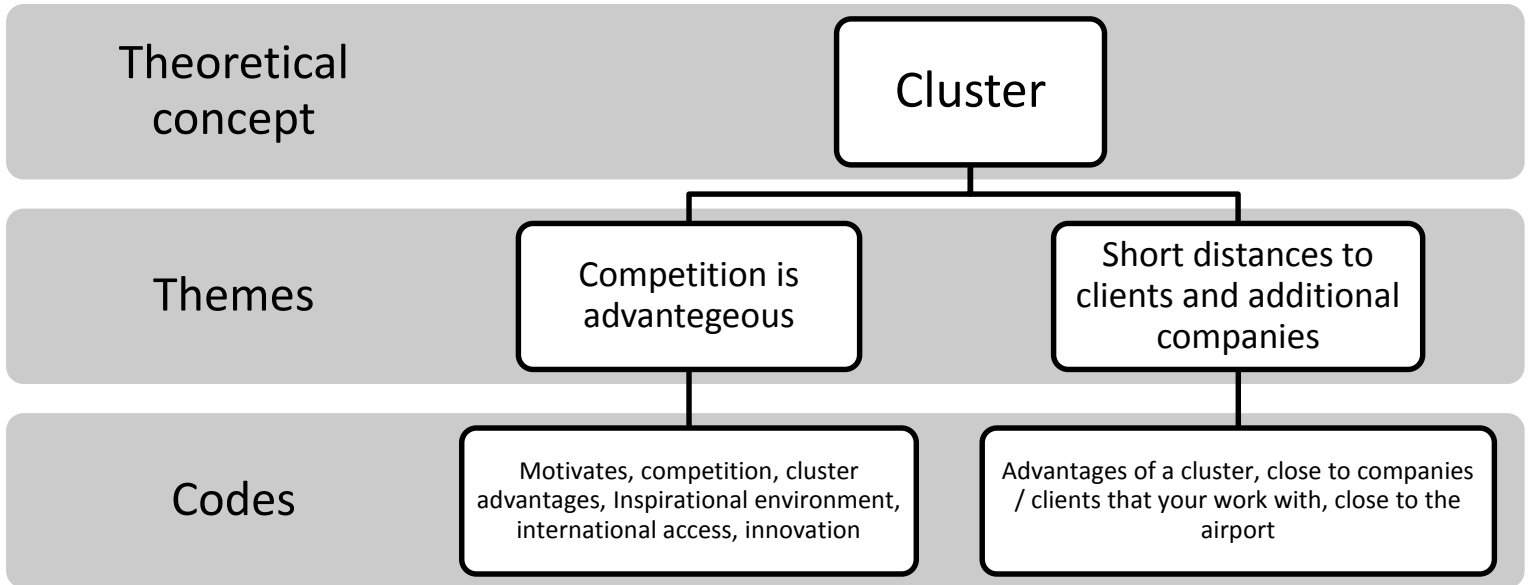 Theoretical
concept
Cluster
Themes
Competition is
advantegeous
Short distances to
clients and additional
companies
Codes
Motivates, competition, cluster
advantages, Inspirational environment,
international access, innovation
Advantages of a cluster, close to companies
/ clients that your work with, close to the
airport